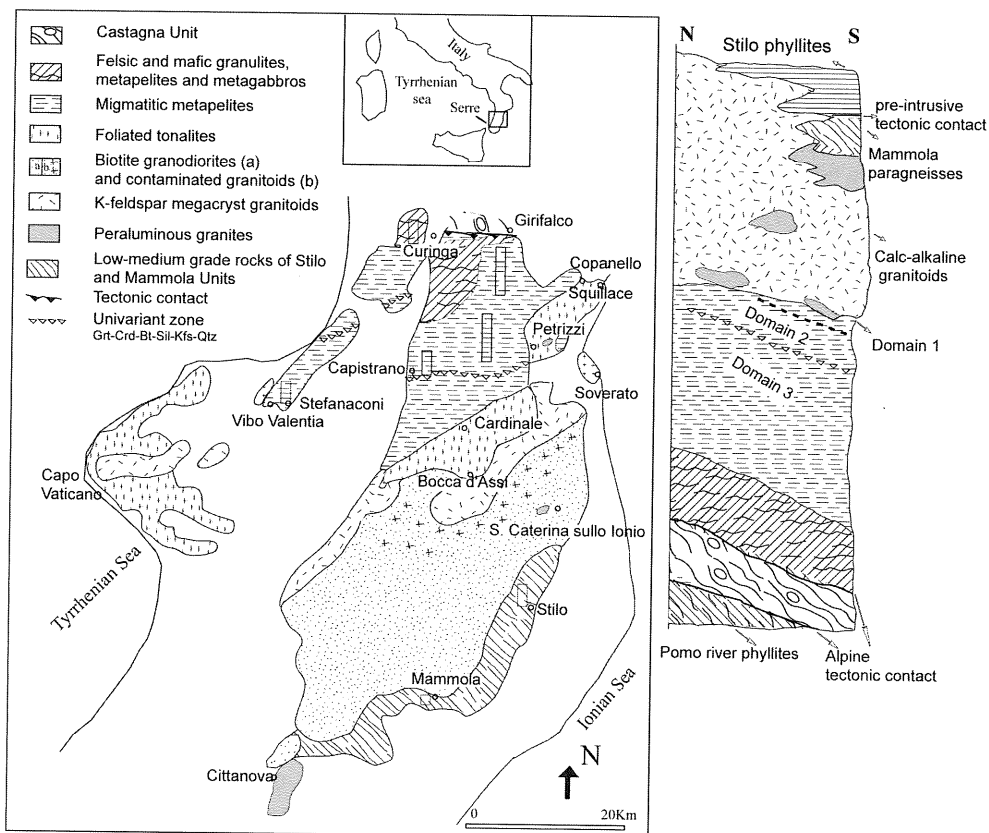 Castagna Unit
Felsic and mafic granulites,
metapelites and metagabbros
Migmatitic metapelites
Foliated tonalites
a b
Biotite granodiorites (a)
and contaminated granitoids (b)
K-feldspar megacryst granitoids
Peraluminous granites
Low-medium grade rocks of Stilo
and Mammola Units
Tectonic contact
Univariant zone
Grt-Crd-Bt-Sil-Kfs-Qtz
Italy
Tyrrhenian
sea
Serre
Girifalco
Curinga
Copanello
Squillace
Petrizzi
Capistrano
Soverato
Stefanaconi
Vibo Valentia
Cardinale
Capo
Vaticano
Bocca d'Assi
S. Caterina sullo Ionio
Tyrrhenian Sea
Stilo
Mammola
Ionian Sea
N
Cittanova
0 20Km
N S
Stilo phyllites
pre-intrusive
tectonic contact
Mammola
paragneisses
Calc-alkaline
granitoids
Domain 2
Domain 1
Domain 3
Pomo river phyllites
Alpine
tectonic contact